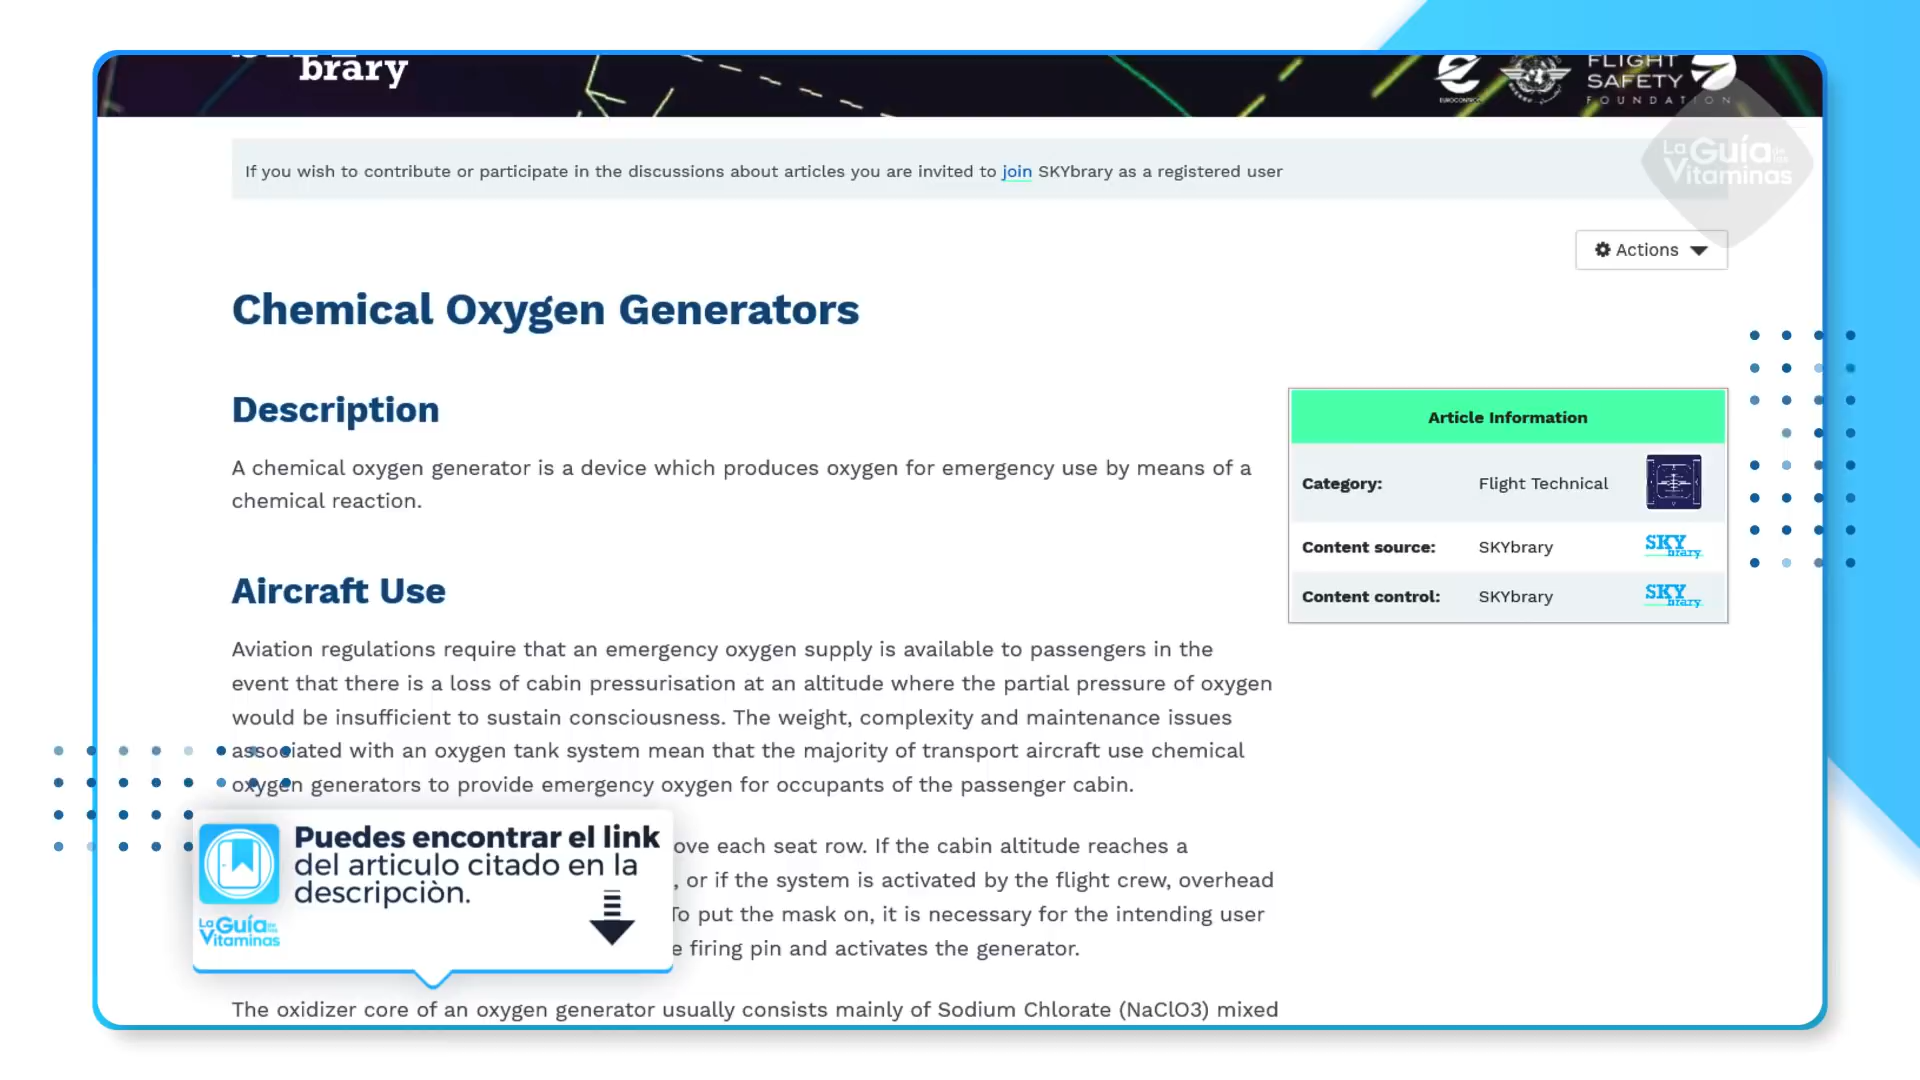 brary
EUROCONTROL
FLIGHT
SAFETY
FOUNDATION
La Guía de las
Vitaminas
If you wish to contribute or participate in the discussions about articles you are invited to join SKYbrary as a registered user
Actions
Chemical Oxygen Generators
Description
A chemical oxygen generator is a device which produces oxygen for emergency use by means of a
chemical reaction.
Article Information
Category: Flight Technical
Content source: SKYbrary SKYbrary
Content control: SKYbrary SKYbrary
Aircraft Use
Aviation regulations require that an emergency oxygen supply is available to passengers in the
event that there is a loss of cabin pressurisation at an altitude where the partial pressure of oxygen
would be insufficient to sustain consciousness. The weight, complexity and maintenance issues
associated with an oxygen tank system mean that the majority of transport aircraft use chemical
oxygen generators to provide emergency oxygen for occupants of the passenger cabin.
ove each seat row. If the cabin altitude reaches a
, or if the system is activated by the flight crew, overhead
To put the mask on, it is necessary for the intending user
e firing pin and activates the generator.
Puedes encontrar el link
del articulo citado en la
descripciòn.
La Guía de las
Vitaminas
The oxidizer core of an oxygen generator usually consists mainly of Sodium Chlorate (NaClO3) mixed